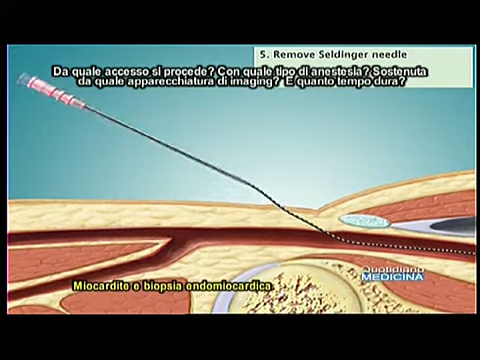 5. Remove Seldinger needle
Da quale accesso si procede? Con quale tipo di anestesia? Sostenuta
da quale apparecchiatura di imaging? E quanto tempo dura?
Quotidiano
MEDICINA
Miocardite e biopsia endomiocardica